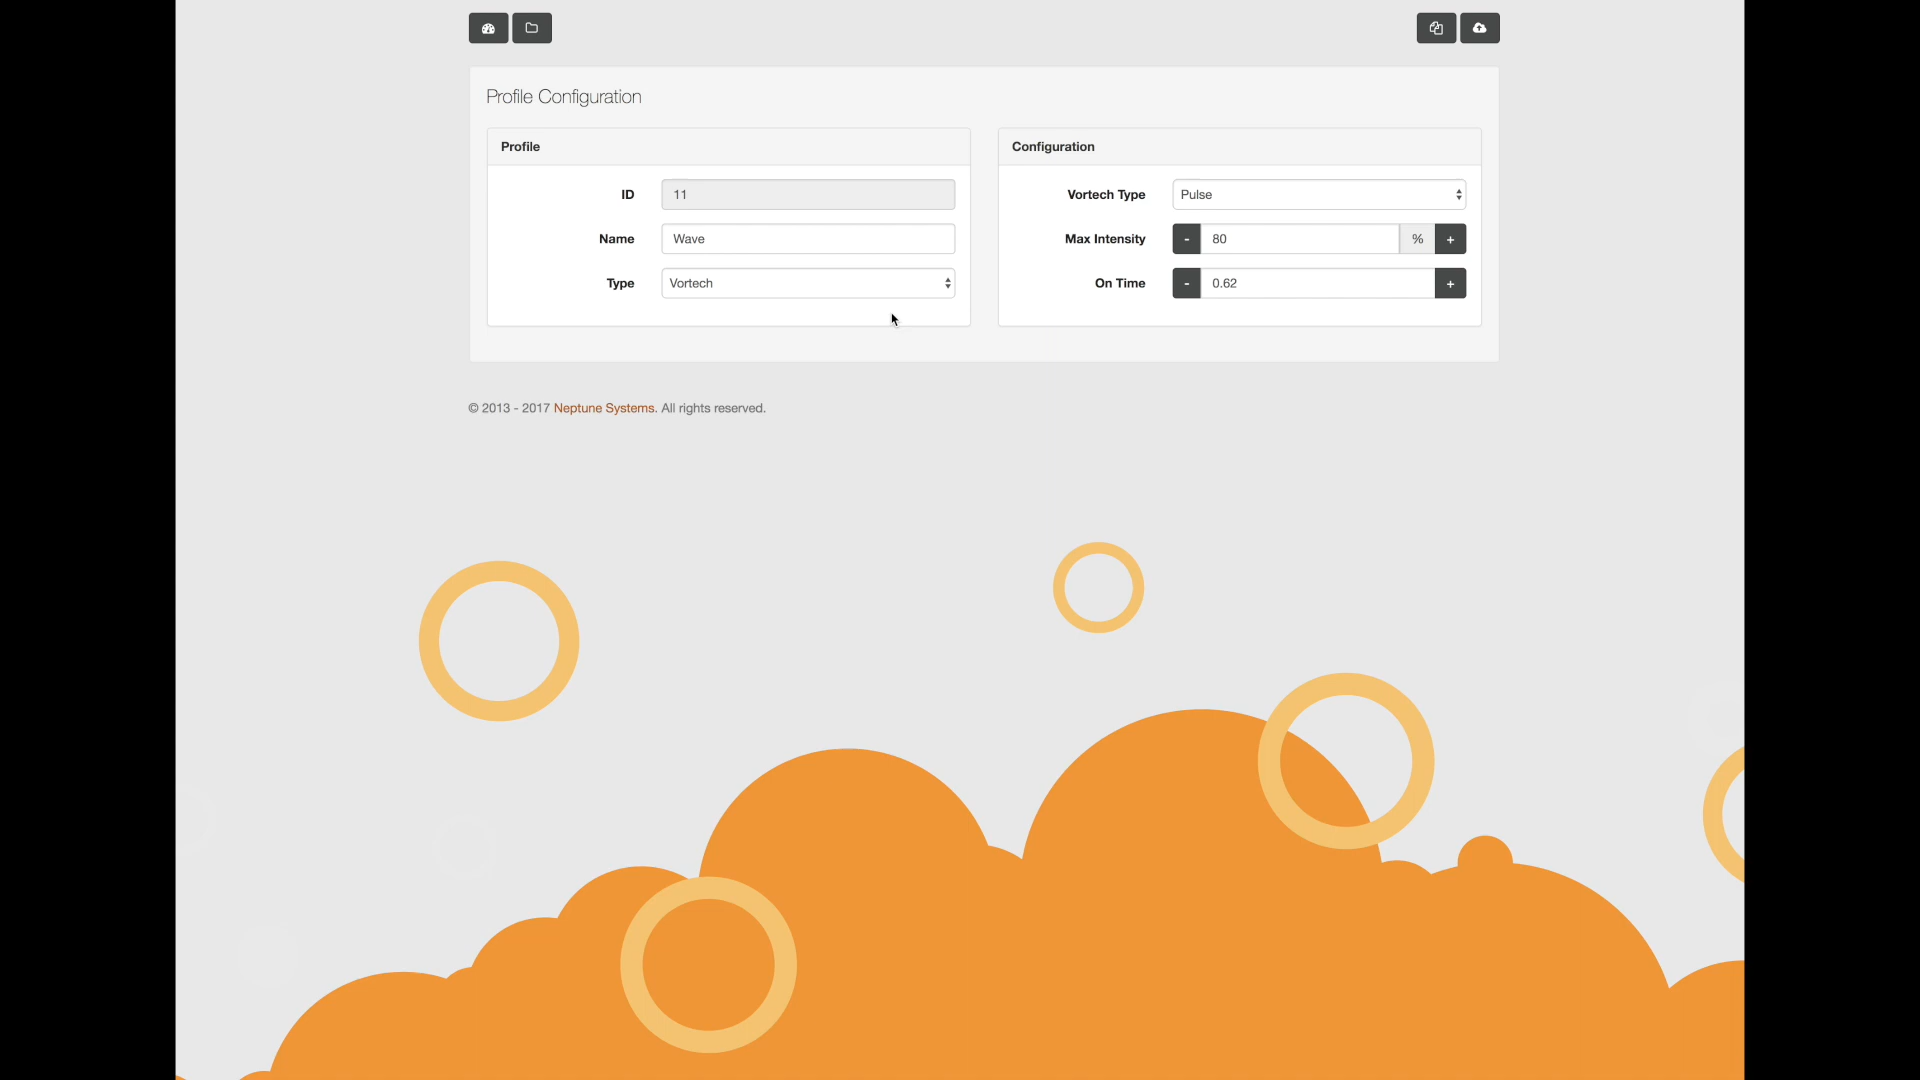 Profile Configuration
Profile
ID 11
Name Wave
Type Vortech
Configuration
Vortech Type Pulse
Max Intensity - 80 % +
On Time - 0.62 +
© 2013 - 2017 Neptune Systems. All rights reserved.